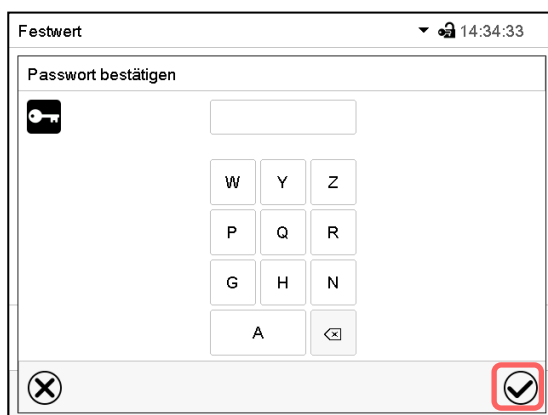 Festwert 14:34:33
Passwort bestätigen
W Y Z
P Q R
G H N
A